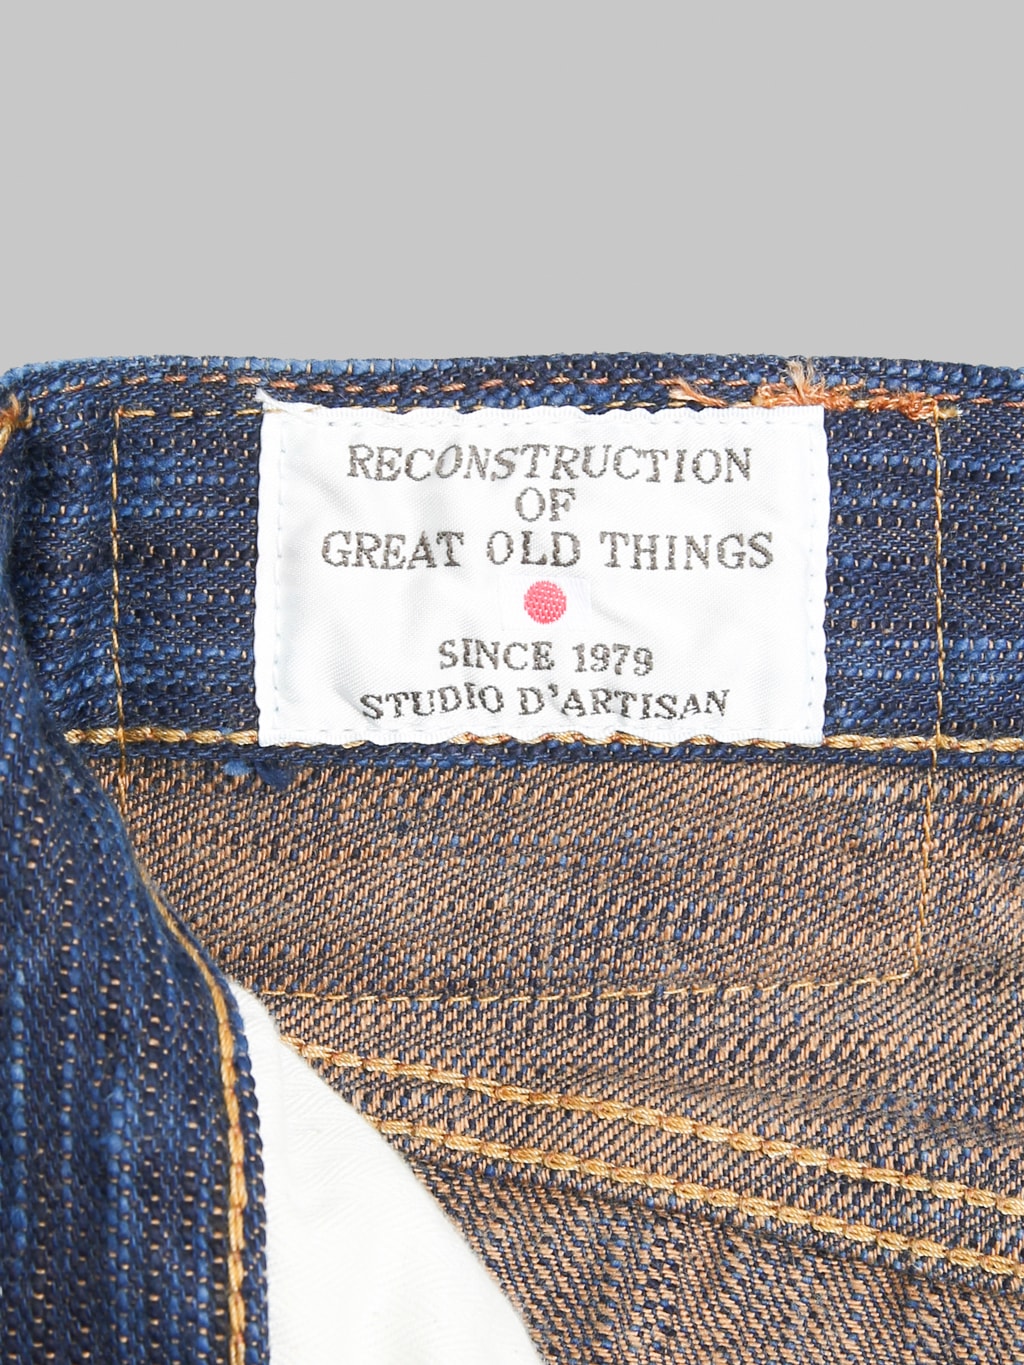 RECONSTRUCTION
OF
GREAT OLD THINGS
SINCE 1979
STUDIO D'ARTISAN